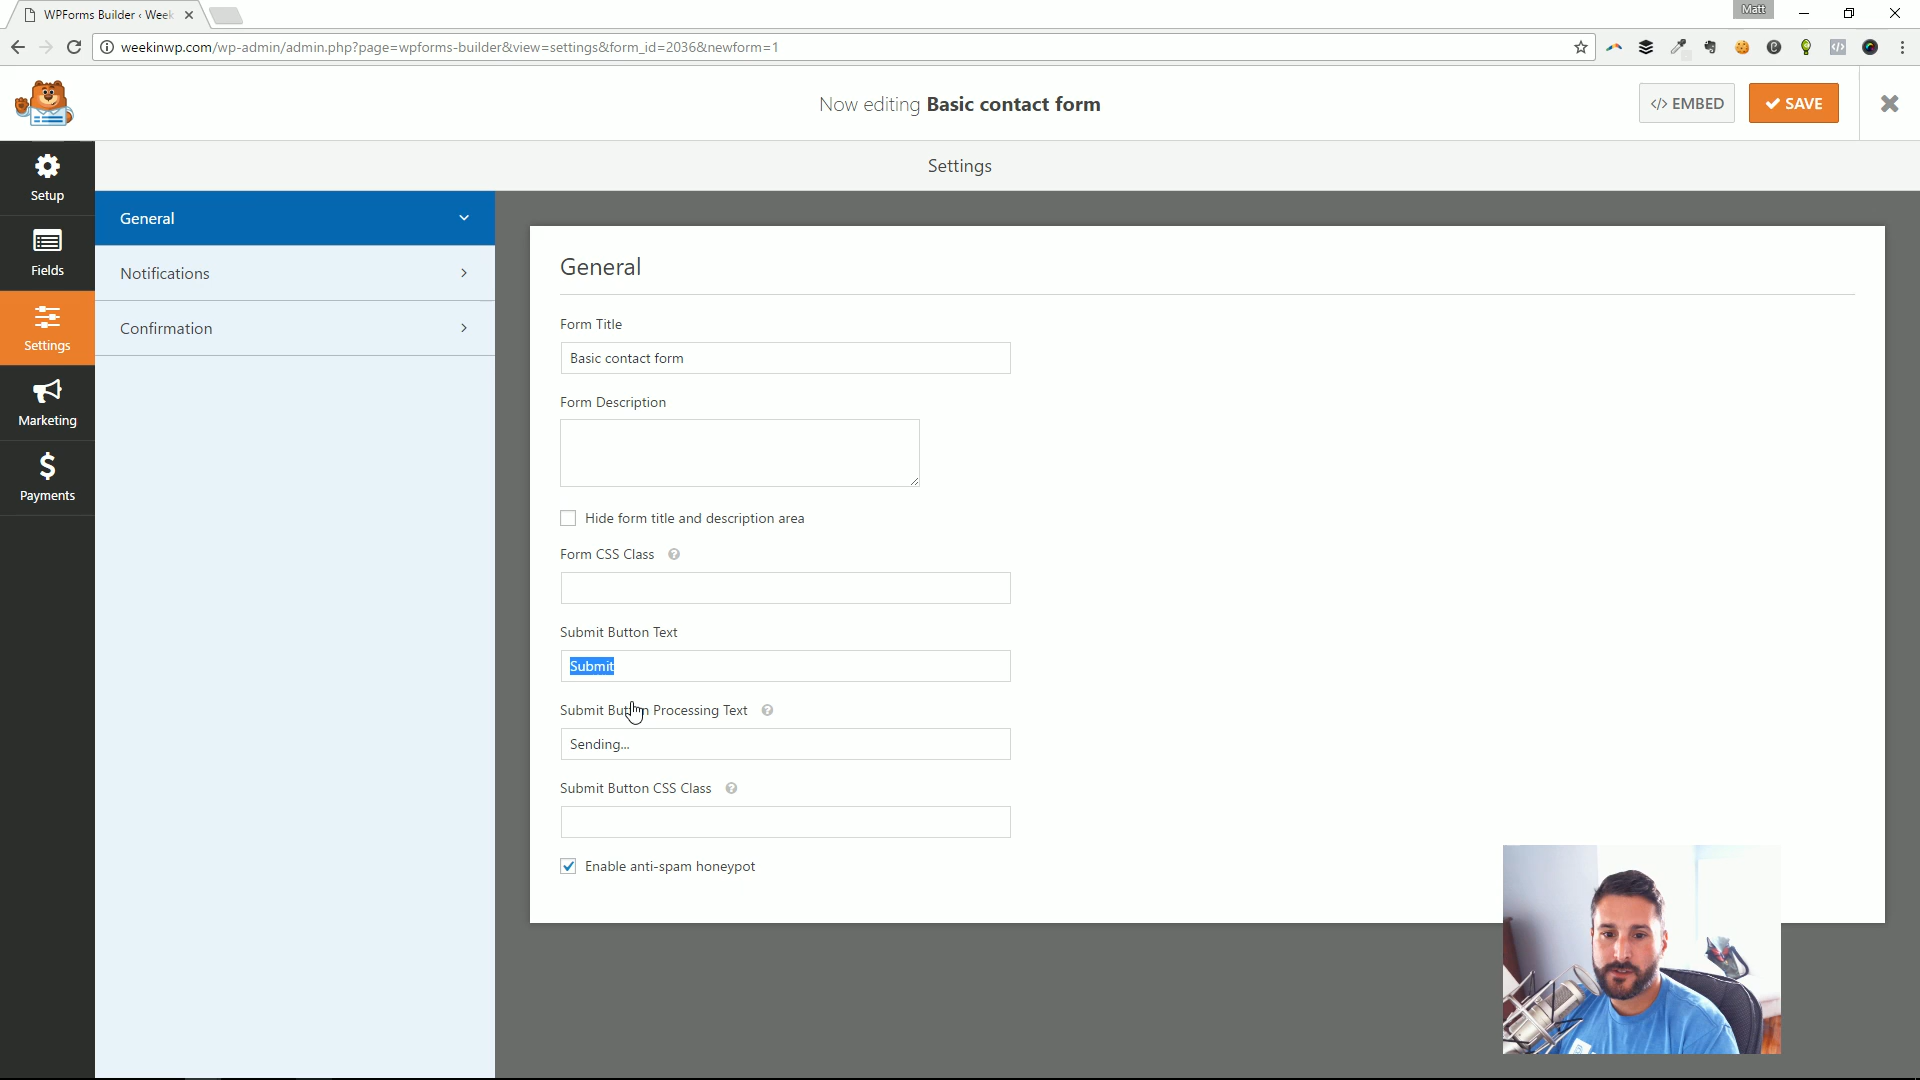 WPForms Builder ‹ Week
Matt
weekinwp.com/wp-admin/admin.php?page=wpforms-builder&view=settings&form_id=2036&newform=1
Now editing Basic contact form
</> EMBED
SAVE
Setup
Fields
Settings
Marketing
Payments
Settings
General
Notifications
Confirmation
General
Form Title
Basic contact form
Form Description
Hide form title and description area
Form CSS Class
Submit Button Text
Submit
Submit Button Processing Text
Sending...
Submit Button CSS Class
Enable anti-spam honeypot